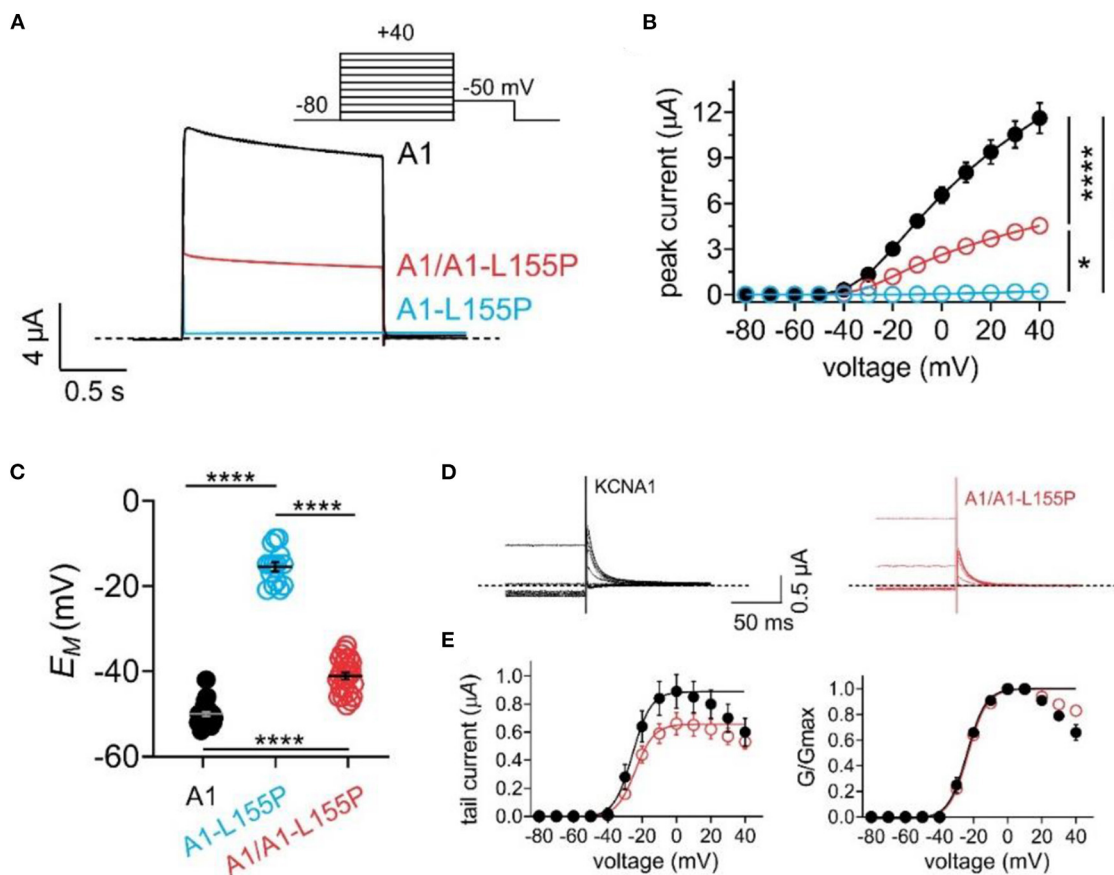 A
+40
-50 mV
-80
A1
A1/A1-L155P
A1-L155P
4 µA
0.5 s
B
peak current (µA)
12
9
6
3
0
-80 -60 -40 -20 0 20 40
voltage (mV)
****
*
****
C
E_M (mV)
0
-20
-40
-60
****
****
****
A1
A1-L155P
A1/A1-L155P
D
KCNA1
A1/A1-L155P
0.5 µA
50 ms
E
tail current (µA)
1.0
0.8
0.6
0.4
0.2
0.0
-80 -60 -40 -20 0 20 40
voltage (mV)
G/Gmax
1.0
0.8
0.6
0.4
0.2
0.0
-80 -60 -40 -20 0 20 40
voltage (mV)